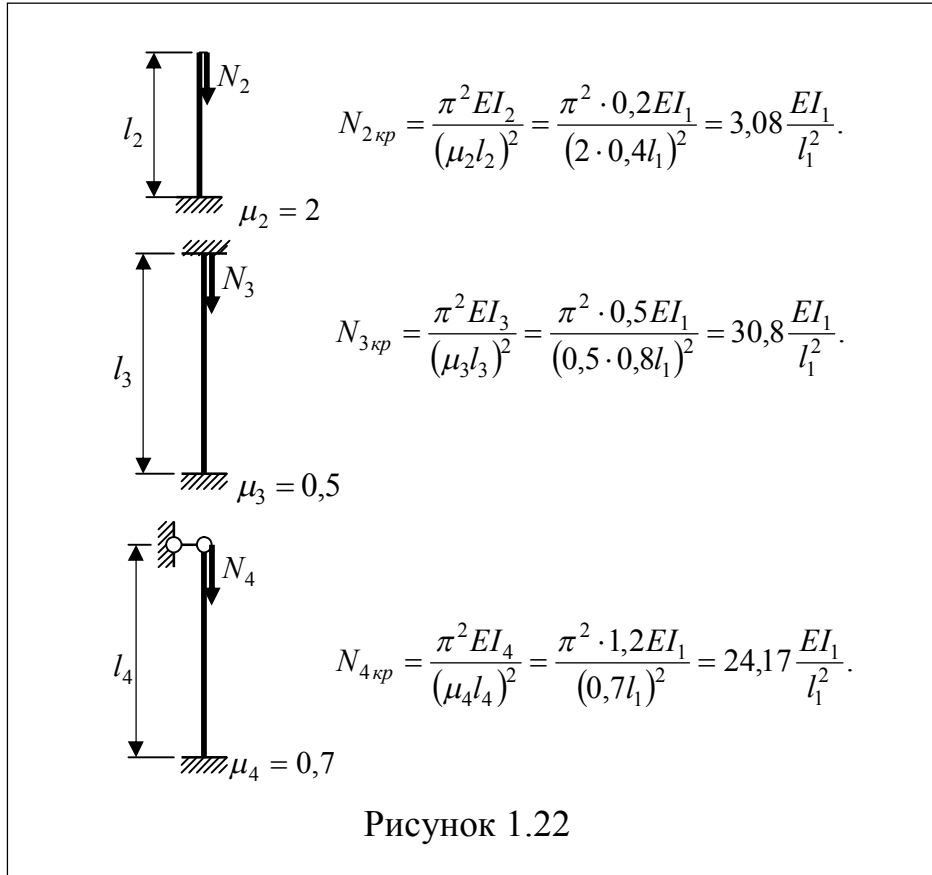 l₂
N₂
N₂кр = π²EI₂/(μ₂l₂)² = π² · 0,2EI₁/(2 · 0,4l₁)² = 3,08 EI₁/l₁².
μ₂ = 2
N₃
l₃
N₃кр = π²EI₃/(μ₃l₃)² = π² · 0,5EI₁/(0,5 · 0,8l₁)² = 30,8 EI₁/l₁².
μ₃ = 0,5
N₄
l₄
N₄кр = π²EI₄/(μ₄l₄)² = π² · 1,2EI₁/(0,7l₁)² = 24,17 EI₁/l₁².
μ₄ = 0,7
Рисунок 1.22